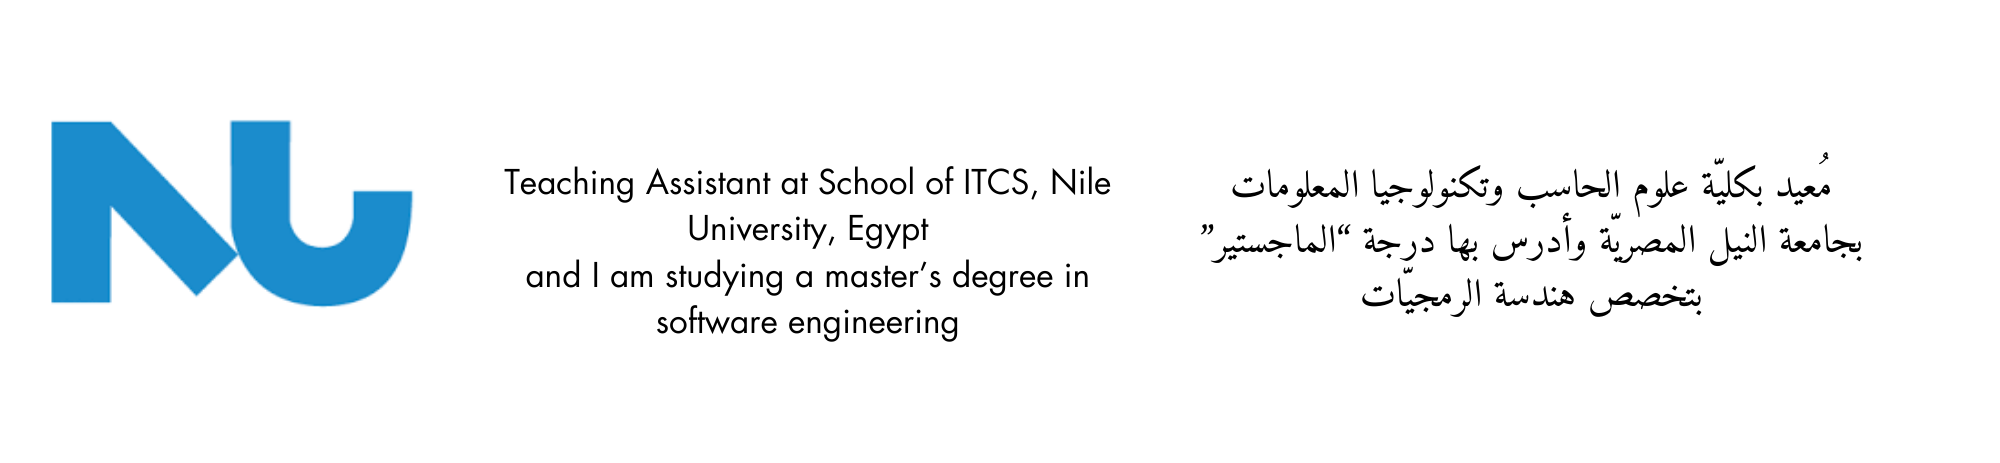 NU
Teaching Assistant at School of ITCS, Nile
University, Egypt
and I am studying a master’s degree in
software engineering
مُعيد بكليّة علوم الحاسب وتكنولوجيا المعلومات
بجامعة النيل المصريّة وأدرس بها درجة “الماجستير”
بتخصص هندسة الرمجيّات